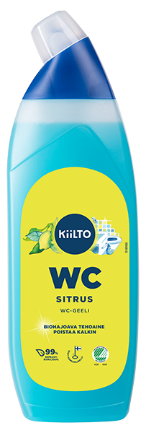 KiiLTO
WC
SITRUS
WC-GEELI
BIOHAJOAVA TEHOAINE
POISTAA KALKIN
99%